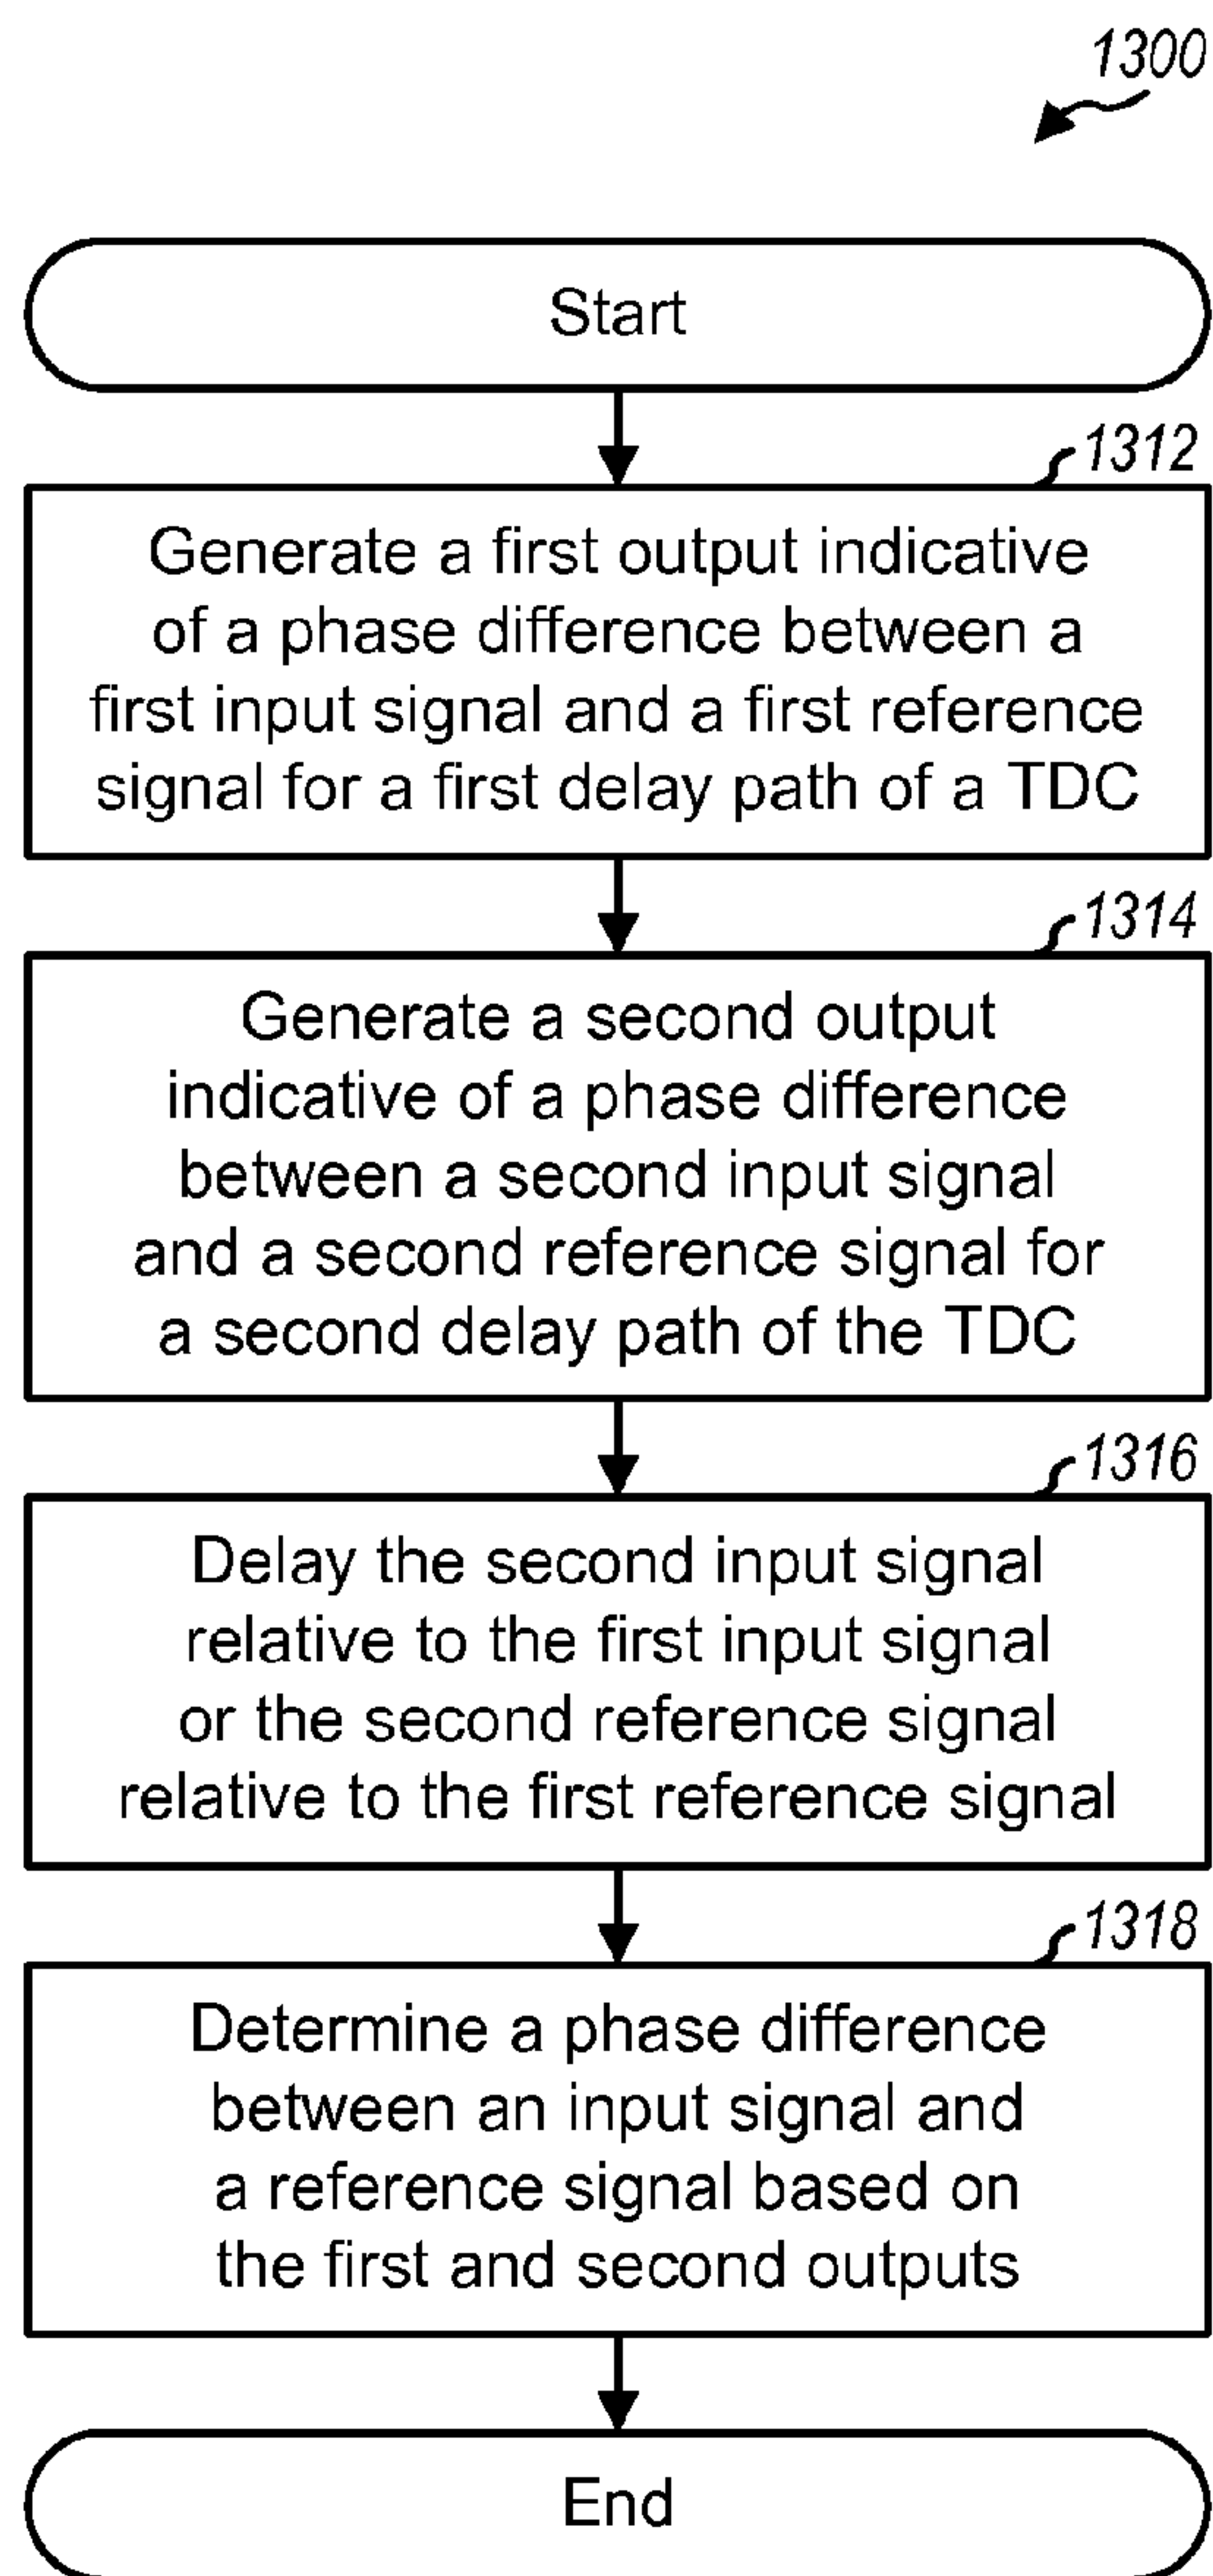 1300
Start
1312
Generate a first output indicative
of a phase difference between a
first input signal and a first reference
signal for a first delay path of a TDC
1314
Generate a second output
indicative of a phase difference
between a second input signal
and a second reference signal for
a second delay path of the TDC
1316
Delay the second input signal
relative to the first input signal
or the second reference signal
relative to the first reference signal
1318
Determine a phase difference
between an input signal and
a reference signal based on
the first and second outputs
End